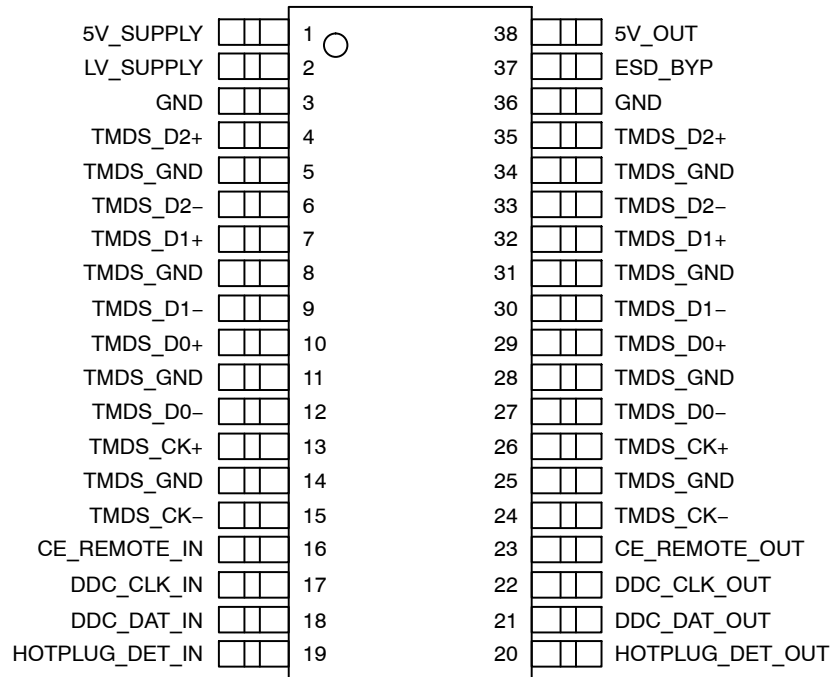 5V_SUPPLY 1 38 5V_OUT
LV_SUPPLY 2 37 ESD_BYP
GND 3 36 GND
TMDS_D2+ 4 35 TMDS_D2+
TMDS_GND 5 34 TMDS_GND
TMDS_D2− 6 33 TMDS_D2−
TMDS_D1+ 7 32 TMDS_D1+
TMDS_GND 8 31 TMDS_GND
TMDS_D1− 9 30 TMDS_D1−
TMDS_D0+ 10 29 TMDS_D0+
TMDS_GND 11 28 TMDS_GND
TMDS_D0− 12 27 TMDS_D0−
TMDS_CK+ 13 26 TMDS_CK+
TMDS_GND 14 25 TMDS_GND
TMDS_CK− 15 24 TMDS_CK−
CE_REMOTE_IN 16 23 CE_REMOTE_OUT
DDC_CLK_IN 17 22 DDC_CLK_OUT
DDC_DAT_IN 18 21 DDC_DAT_OUT
HOTPLUG_DET_IN 19 20 HOTPLUG_DET_OUT